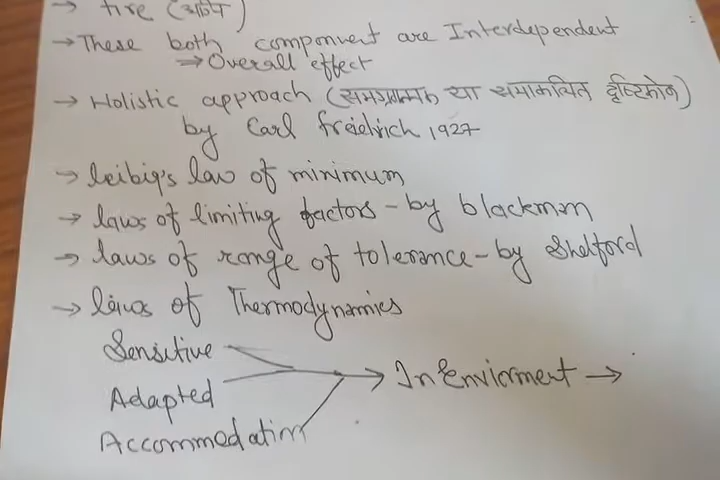 → fire (
→ These both component are Interdependent
⇒ Overall effect
→ Holistic approach (समग्रात्मक या समाकलित दृष्टिकोण)
by Carl Freidrich 1927
→ leibig's law of minimum
→ laws of limiting factors - by blackman
→ laws of range of tolerance - by Shelford
→ laws of Thermodynamics
Sensitive
Adapted → In Enviorment →
Accommodation